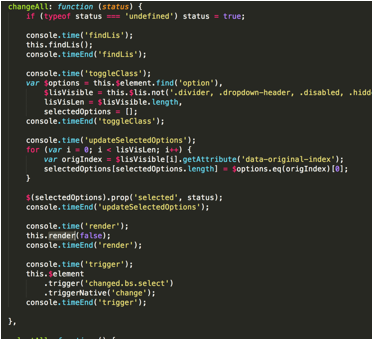 changeAll: function (status) {
if (typeof status === 'undefined') status = true;
console.time('findLis');
this.findLis();
console.timeEnd('findLis');
console.time('toggleClass');
var $options = this.$element.find('option'),
$lisVisible = this.$lis.not('.divider, .dropdown-header, .disabled, .hidd
lisVisLen = $lisVisible.length,
selectedOptions = [];
console.timeEnd('toggleClass');
console.time('updateSelectedOptions');
for (var i = 0; i < lisVisLen; i++) {
var origIndex = $lisVisible[i].getAttribute('data-original-index');
selectedOptions[selectedOptions.length] = $options.eq(origIndex)[0];
}
$(selectedOptions).prop('selected', status);
console.timeEnd('updateSelectedOptions');
console.time('render');
this.render(false);
console.timeEnd('render');
console.time('trigger');
this.$element
.trigger('changed.bs.select')
.triggerNative('change');
console.timeEnd('trigger');
},